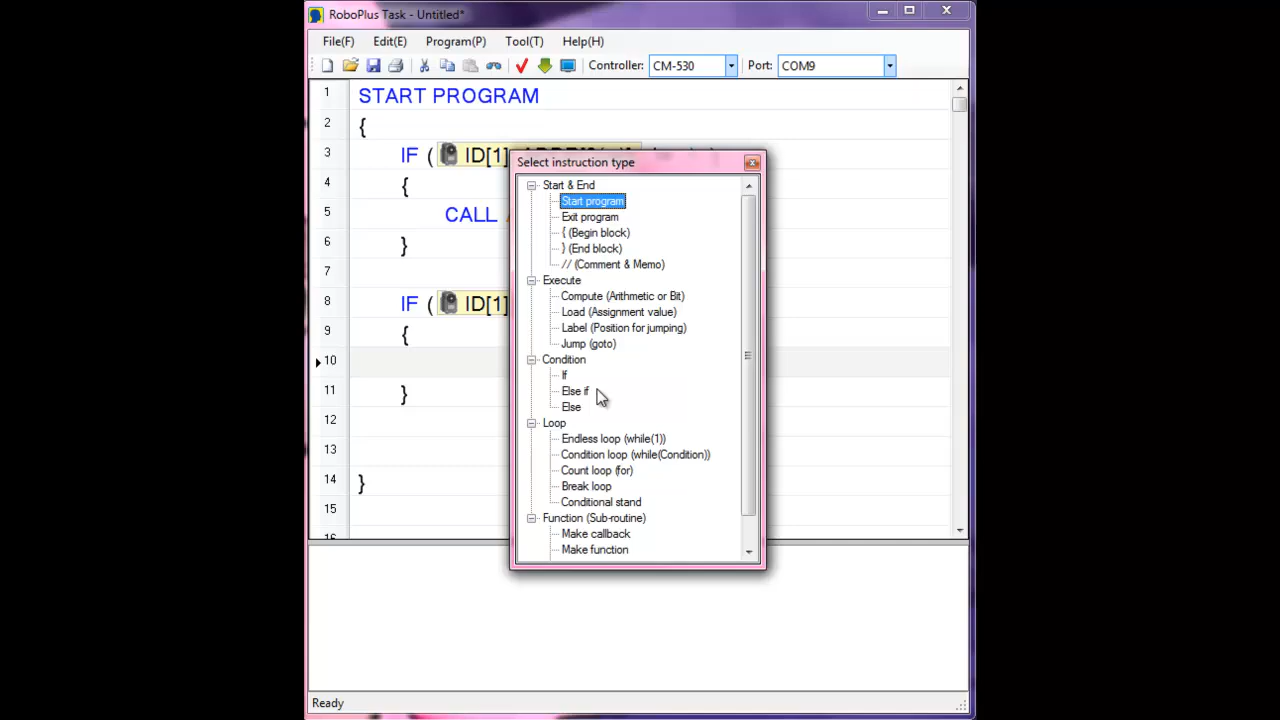 RoboPlus Task - Untitled*
File(F) Edit(E) Program(P) Tool(T) Help(H)
Controller: CM-530 Port: COM9
1 START PROGRAM
2 {
3 IF ( ID[1]
4 {
5 CALL
6 }
7
8 IF ( ID[1]
9 {
10
11 }
12
13
14 }
15
16
Select instruction type
Start & End
Start program
Exit program
{ (Begin block)
} (End block)
// (Comment & Memo)
Execute
Compute (Arithmetic or Bit)
Load (Assignment value)
Label (Position for jumping)
Jump (goto)
Condition
If
Else if
Else
Loop
Endless loop (while(1))
Condition loop (while(Condition))
Count loop (for)
Break loop
Conditional stand
Function (Sub-routine)
Make callback
Make function
Ready